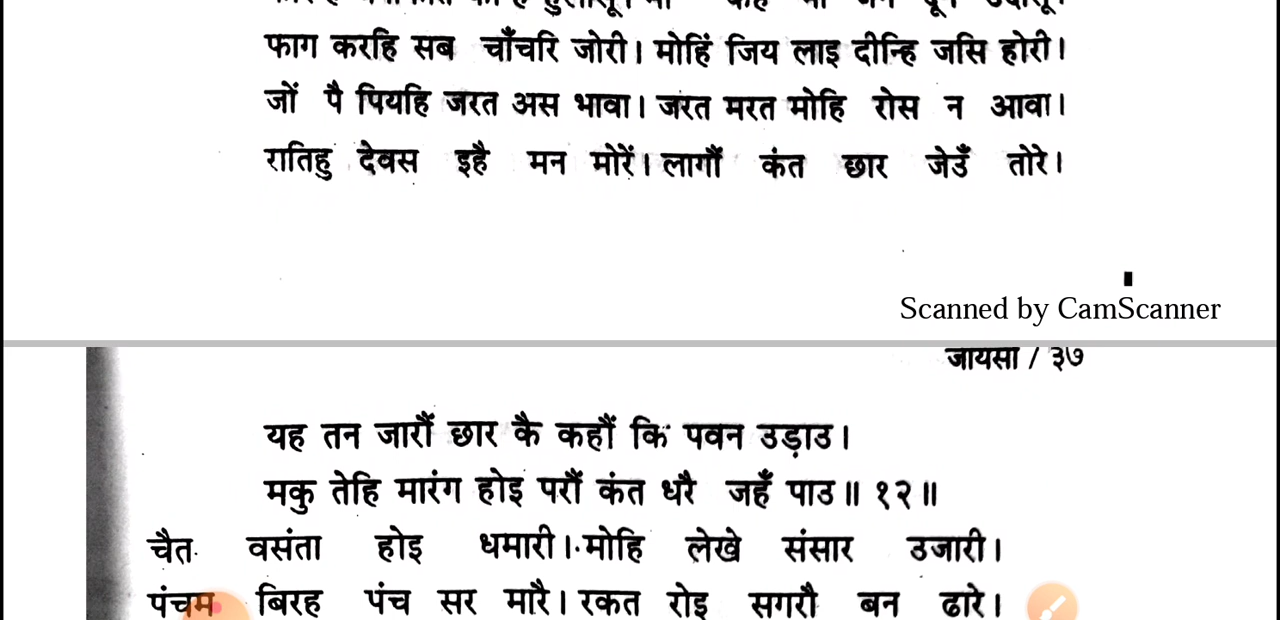 फाग करहि सब चाँचरि जोरी। मोहिं जिय लाइ दीन्हि जसि होरी।
जों पै पियहि जरत अस भावा। जरत मरत मोहि रोस न आवा।
रातिहु देवस इहै मन मोरें। लागौं कंत छार जेउँ तोरे।
Scanned by CamScanner
जायसी / ३७
यह तन जारौं छार कै कहौं कि पवन उड़ाउ।
मकु तेहि मारंग होइ परौं कंत धरै जहँ पाउ॥ १२॥
चैत वसंता होइ धमारी। मोहि लेखे संसार उजारी।
पंचम बिरह पंच सर मारै। रकत रोइ सगरौ बन ढारे।